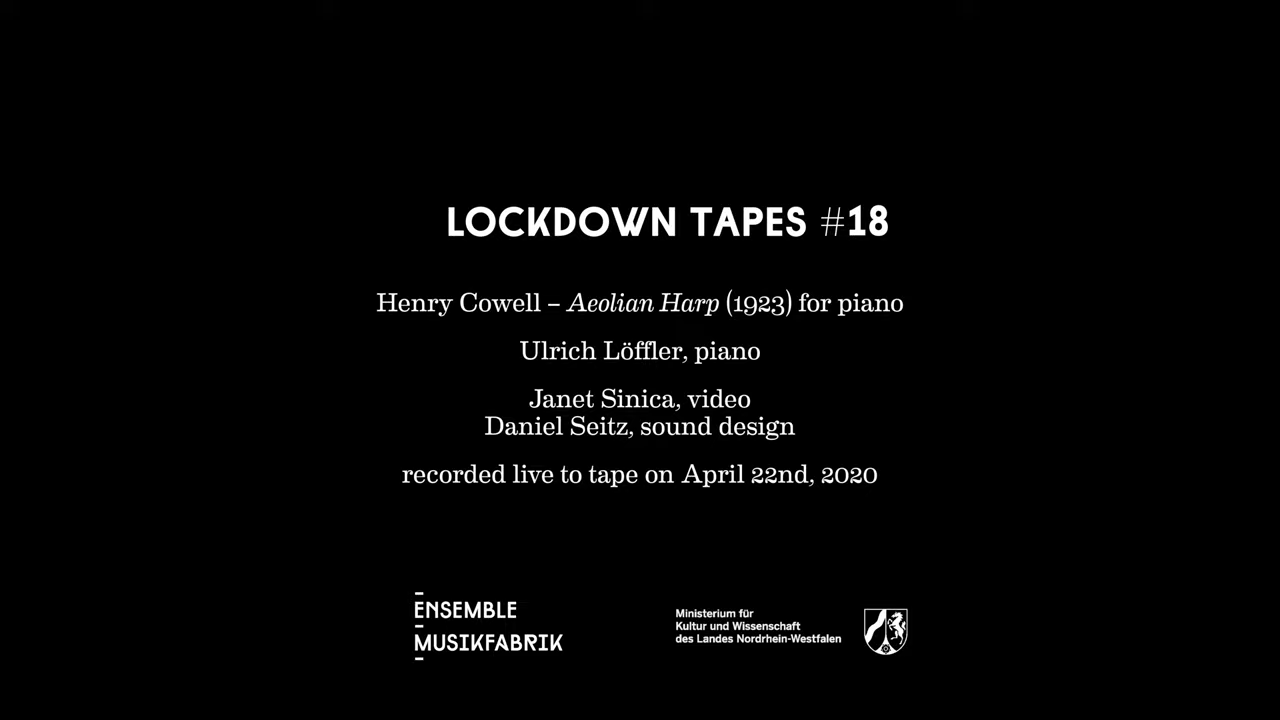 LOCKDOWN TAPES #18
Henry Cowell – Aeolian Harp (1923) for piano
Ulrich Löffler, piano
Janet Sinica, video
Daniel Seitz, sound design
recorded live to tape on April 22nd, 2020
ENSEMBLE
MUSIKFABRIK
Ministerium für
Kultur und Wissenschaft
des Landes Nordrhein-Westfalen